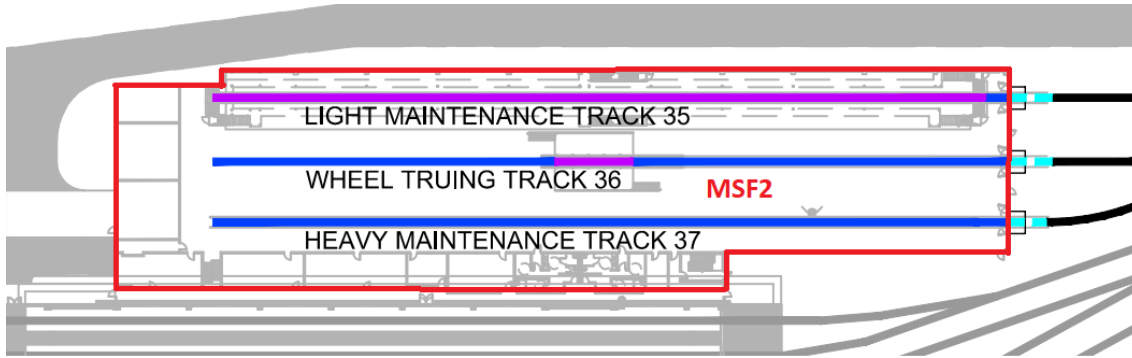 LIGHT MAINTENANCE TRACK 35
WHEEL TRUING TRACK 36
MSF2
HEAVY MAINTENANCE TRACK 37